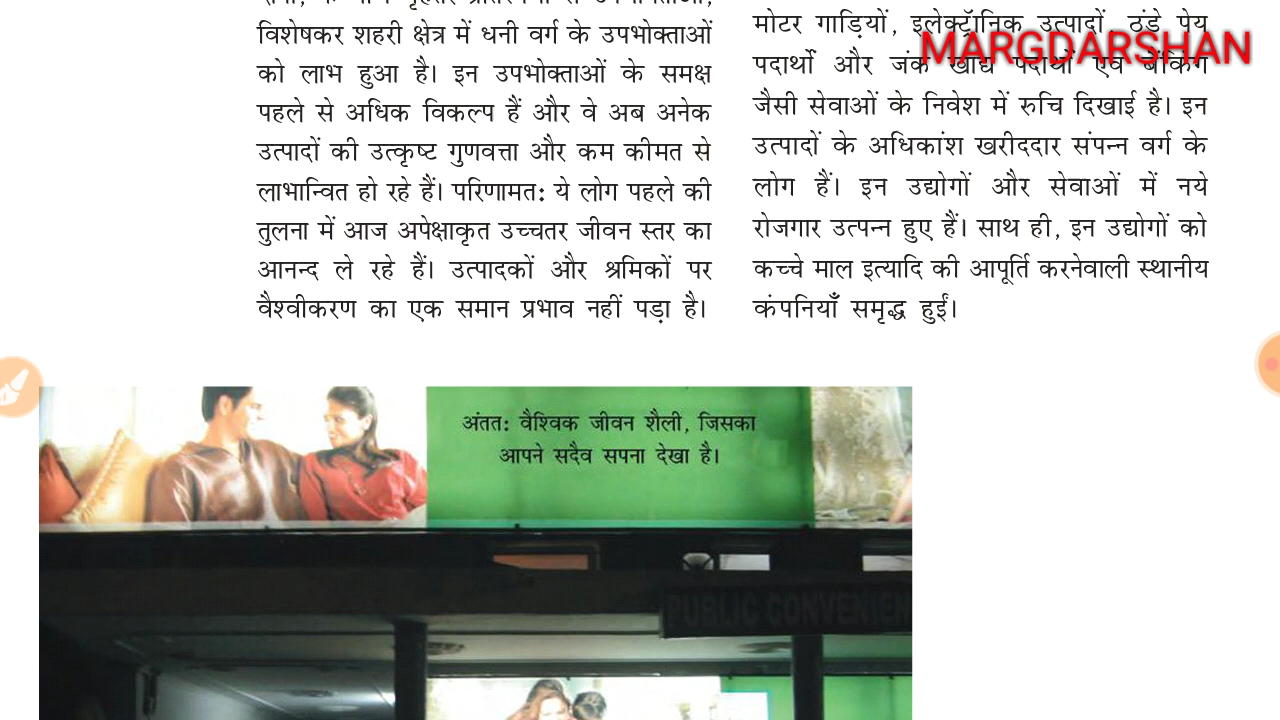 विशेषकर शहरी क्षेत्र में धनी वर्ग के उपभोक्ताओं
को लाभ हुआ है। इन उपभोक्ताओं के समक्ष
पहले से अधिक विकल्प हैं और वे अब अनेक
उत्पादों की उत्कृष्ट गुणवत्ता और कम कीमत से
लाभान्वित हो रहे हैं। परिणामत: ये लोग पहले की
तुलना में आज अपेक्षाकृत उच्चतर जीवन स्तर का
आनन्द ले रहे हैं। उत्पादकों और श्रमिकों पर
वैश्वीकरण का एक समान प्रभाव नहीं पड़ा है।
मोटर गाड़ियों, इलेक्ट्रॉनिक उत्पादों, ठंडे पेय
पदार्थों और जंक खाद्य पदार्थों एवं बैंकिंग
जैसी सेवाओं के निवेश में रुचि दिखाई है। इन
उत्पादों के अधिकांश खरीददार संपन्न वर्ग के
लोग हैं। इन उद्योगों और सेवाओं में नये
रोजगार उत्पन्न हुए हैं। साथ ही, इन उद्योगों को
कच्चे माल इत्यादि की आपूर्ति करनेवाली स्थानीय
कंपनियाँ समृद्ध हुईं।
MARGDARSHAN
अंतत: वैश्विक जीवन शैली, जिसका
आपने सदैव सपना देखा है।
PUBLIC CONVENIEN